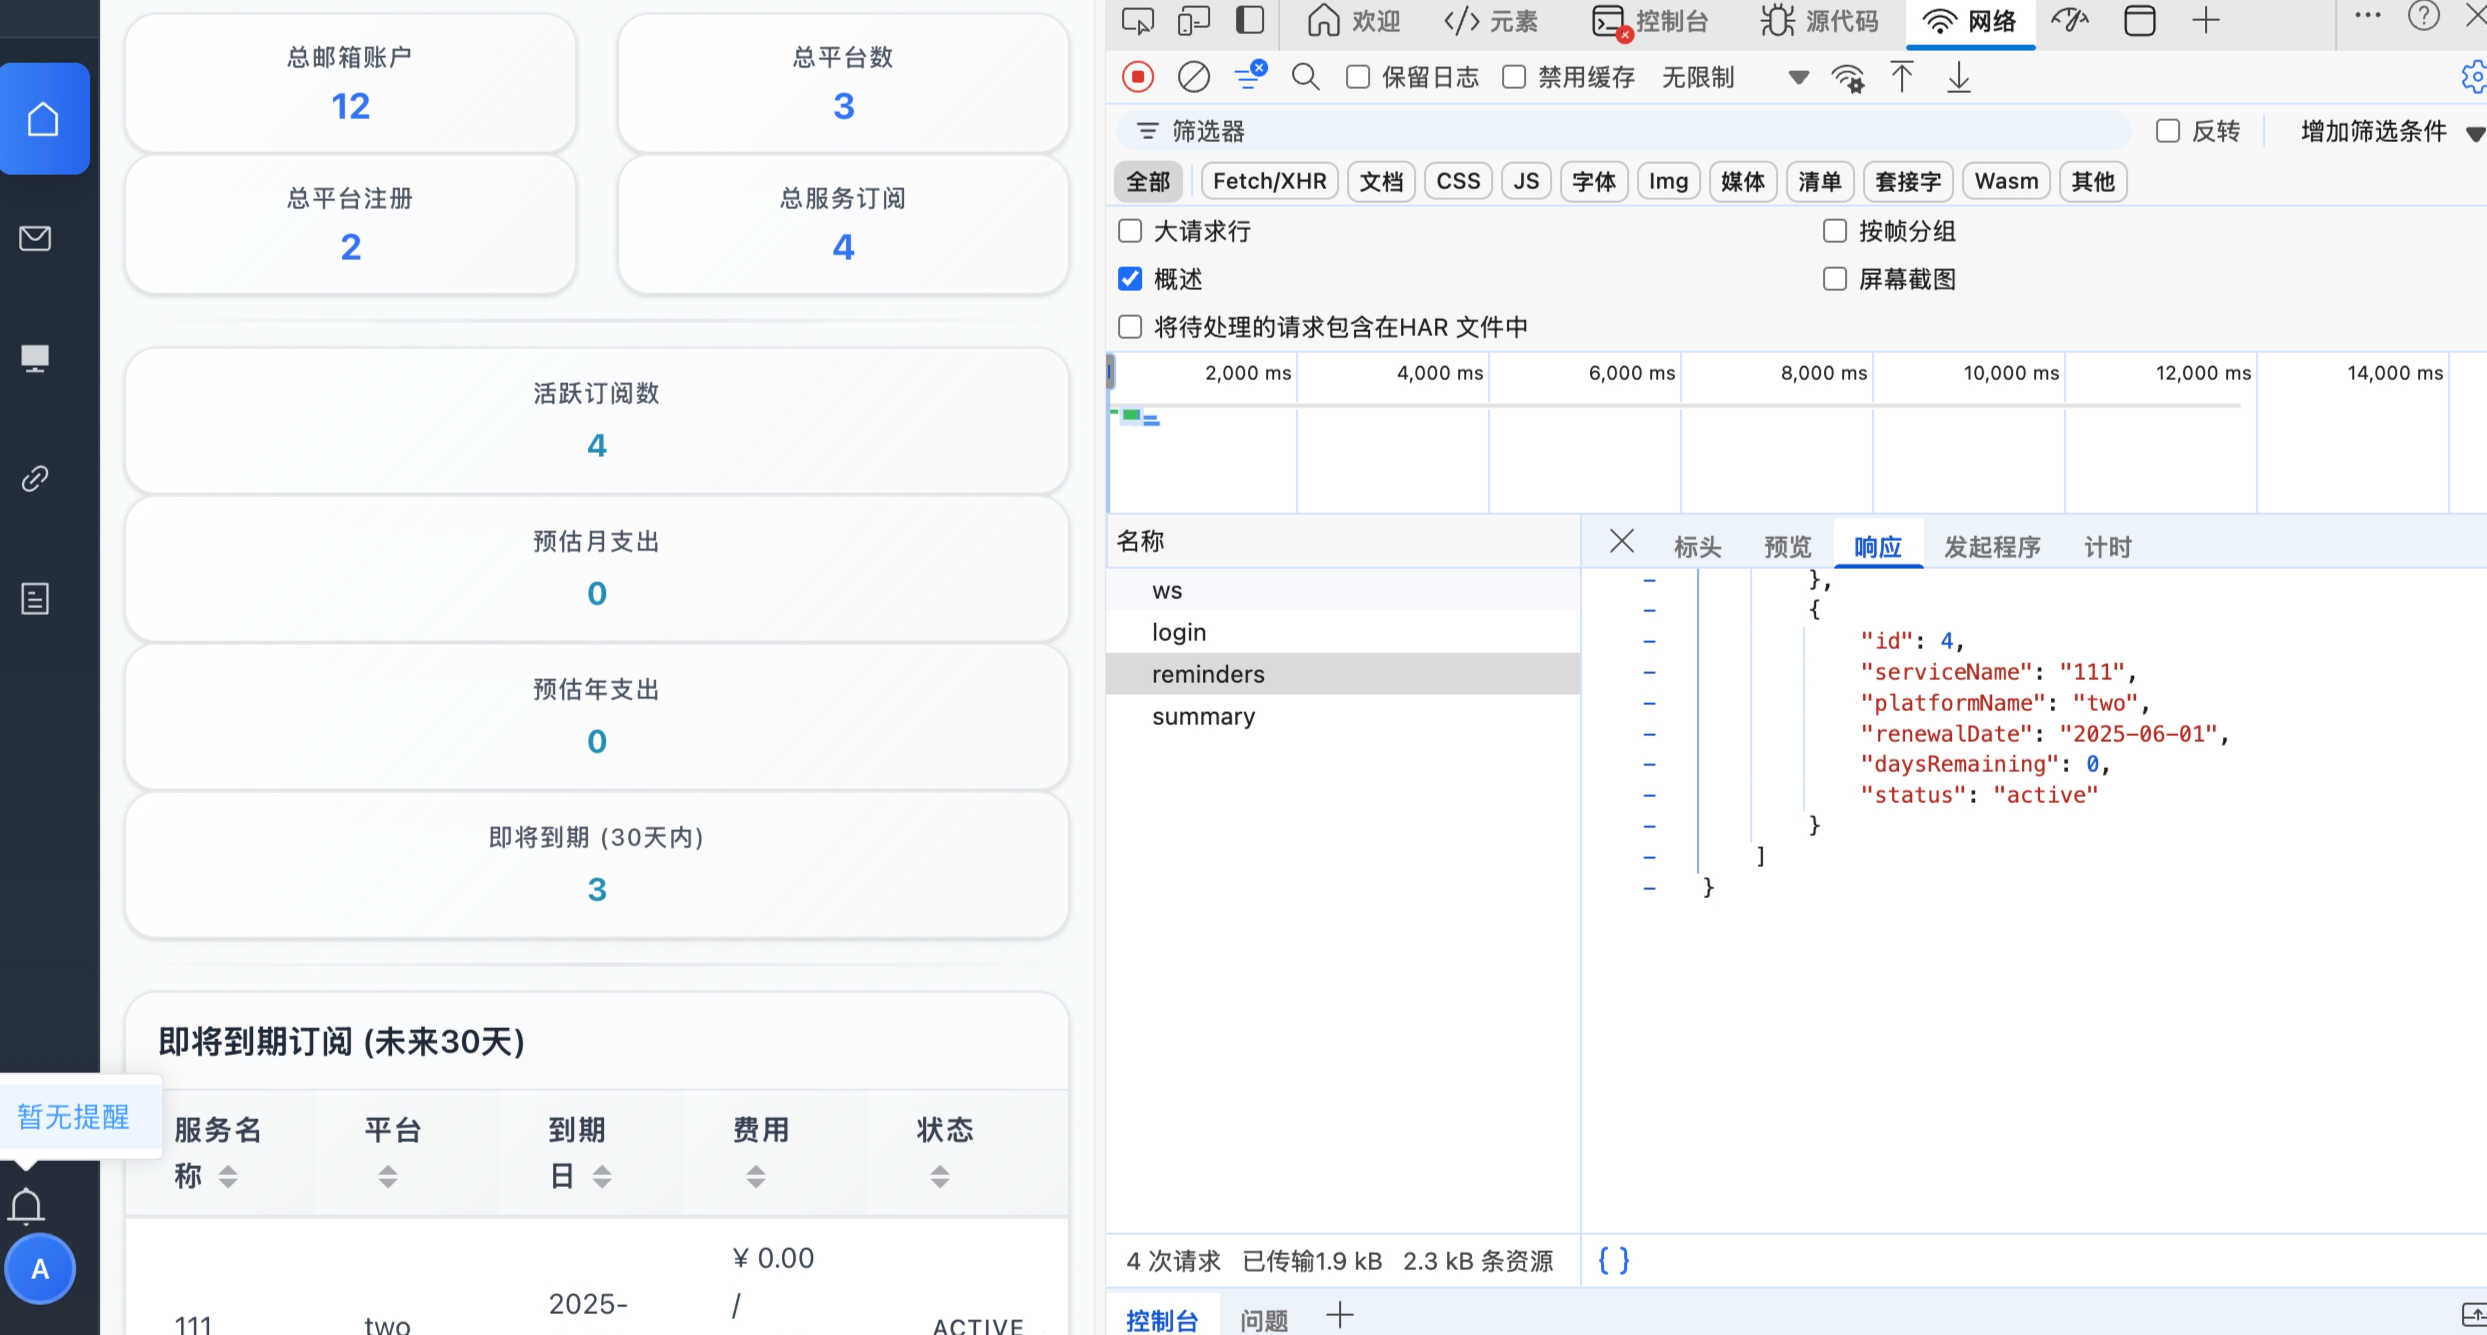 总邮箱账户
12
总平台数
3
总平台注册
2
总服务订阅
4
活跃订阅数
4
预估月支出
0
预估年支出
0
即将到期 (30天内)
3
即将到期订阅 (未来30天)
暂无提醒
服务名称
平台
到期日
费用
状态
111
two
2025-
¥ 0.00
/
ACTIVE
A
欢迎
元素
控制台
源代码
网络
保留日志
禁用缓存
无限制
筛选器
反转
增加筛选条件
全部 Fetch/XHR 文档 CSS JS 字体 Img 媒体 清单 套接字 Wasm 其他
大请求行
按帧分组
概述
屏幕截图
将待处理的请求包含在HAR 文件中
2,000 ms 4,000 ms 6,000 ms 8,000 ms 10,000 ms 12,000 ms 14,000 ms
名称
ws
login
reminders
summary
标头 预览 响应 发起程序 计时
},
{
"id": 4,
"serviceName": "111",
"platformName": "two",
"renewalDate": "2025-06-01",
"daysRemaining": 0,
"status": "active"
}
]
}
4 次请求 已传输1.9 kB 2.3 kB 条资源
{ }
控制台 问题